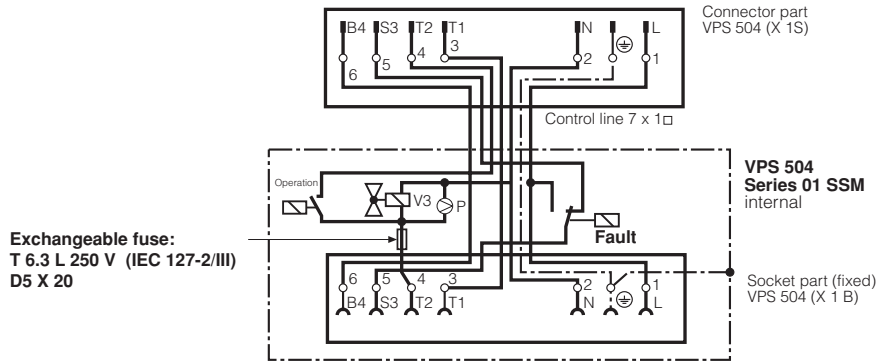 Connector part
VPS 504 (X 1S)
B4 S3 T2 T1 N L
6 5 4 3 2 1
Control line 7 x 1□
VPS 504
Series 01 SSM
internal
Operation
V3
P
Fault
Exchangeable fuse:
T 6.3 L 250 V (IEC 127-2/III)
D5 X 20
6 5 4 3 2 1
B4 S3 T2 T1 N L
Socket part (fixed)
VPS 504 (X 1 B)